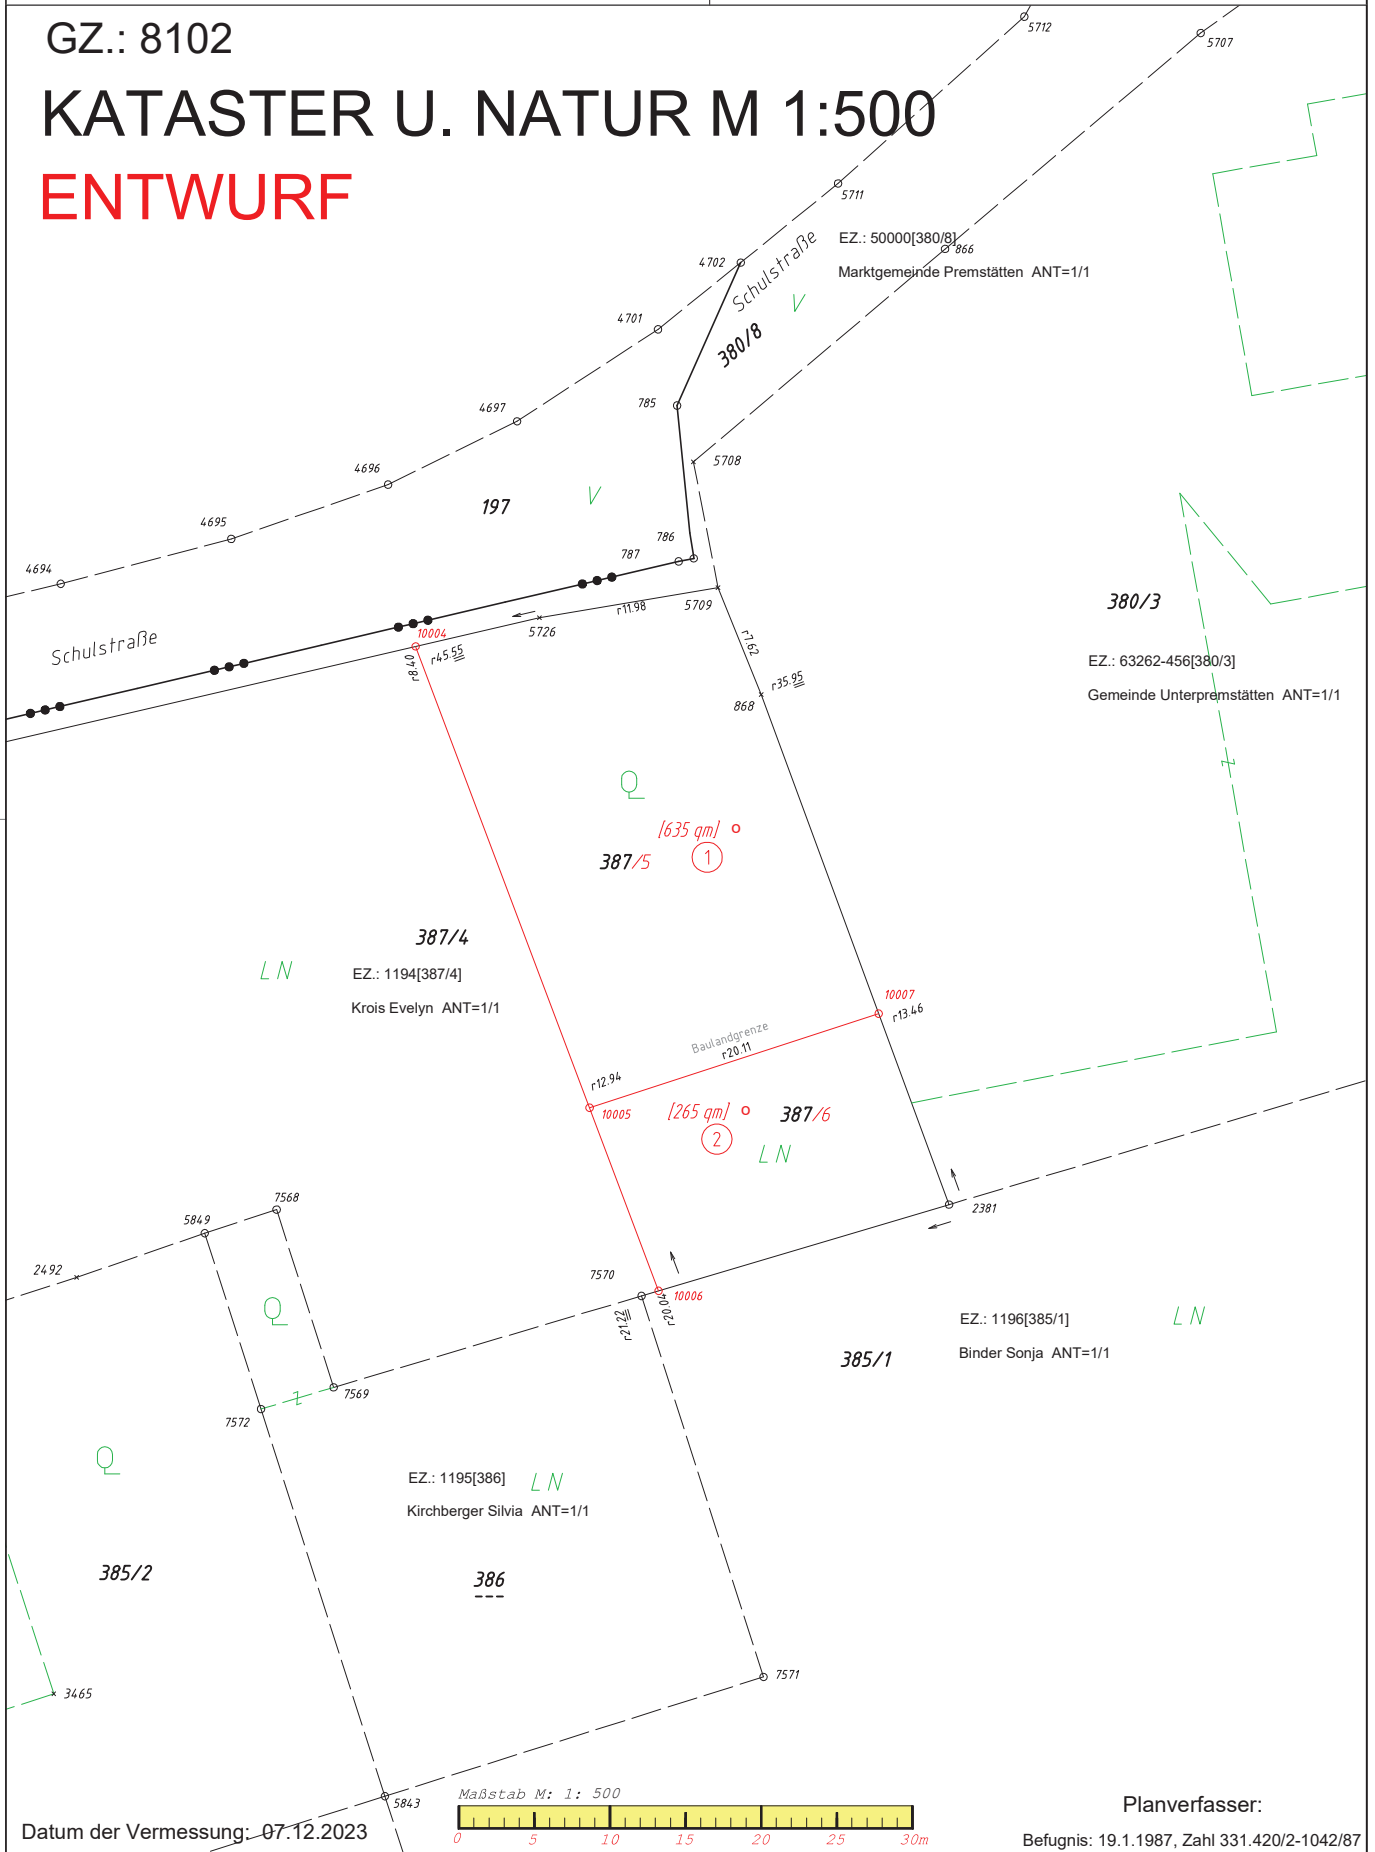 GZ.: 8102
KATASTER U. NATUR M 1:500
ENTWURF
5712
5707
5711
EZ.: 50000[380/8]
866
Marktgemeinde Premstätten ANT=1/1
4702
Schulstraße
V
4701
380/8
785
4697
5708
4696
197
V
4695
786
787
4694
5709
r11.98
380/3
5726
10004
Schulstraße
r45.55
r8.40
r7.62
EZ.: 63262-456[380/3]
r35.95
Gemeinde Unterpremstätten ANT=1/1
868
Z
Q
[635 qm] o
1
387/5
387/4
LN
EZ.: 1194[387/4]
Krois Evelyn ANT=1/1
10007
r13.46
Baulandgrenze
r20.11
r12.94
10005
[265 qm] o
387/6
2
LN
7568
5849
2381
2492
7570
10006
r20.04
r21.22
Q
EZ.: 1196[385/1]
LN
Binder Sonja ANT=1/1
385/1
7569
Z
7572
Q
EZ.: 1195[386]
LN
Kirchberger Silvia ANT=1/1
385/2
386
7571
3465
Maßstab M: 1: 500
5843
Planverfasser:
Datum der Vermessung: 07.12.2023
0 5 10 15 20 25 30m
Befugnis: 19.1.1987, Zahl 331.420/2-1042/87